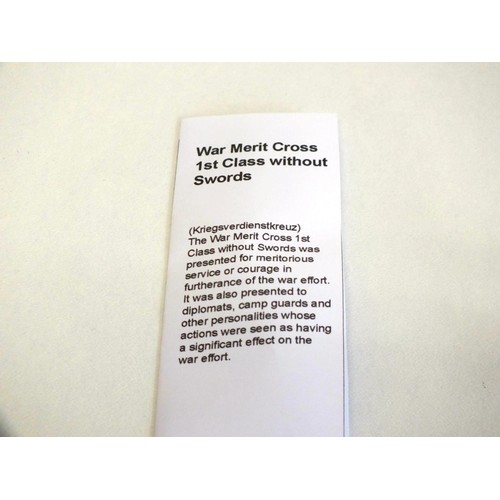 War Merit Cross
1st Class without
Swords
(Kriegsverdienstkreuz)
The War Merit Cross 1st
Class without Swords was
presented for meritorious
service or courage in
furtherance of the war effort.
It was also presented to
diplomats, camp guards and
other personalities whose
actions were seen as having
a significant effect on the
war effort.